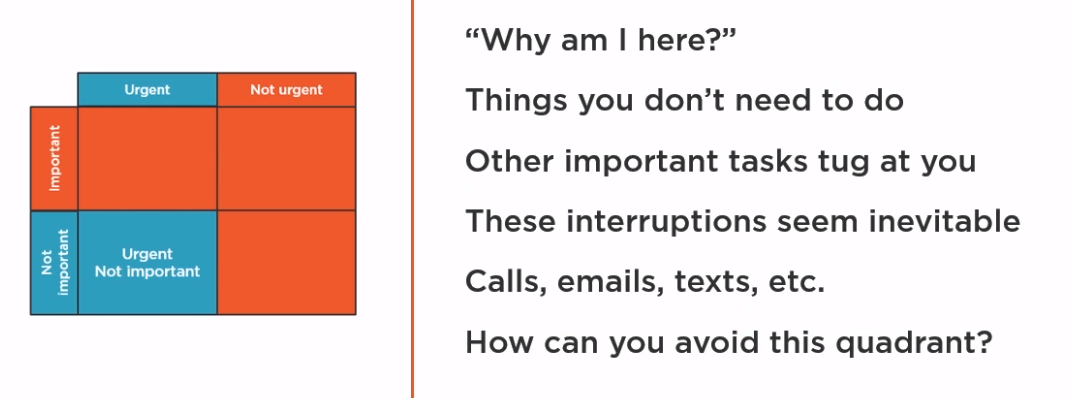 Urgent
Not urgent
Important
Not
important
Urgent
Not important
“Why am I here?”
Things you don’t need to do
Other important tasks tug at you
These interruptions seem inevitable
Calls, emails, texts, etc.
How can you avoid this quadrant?